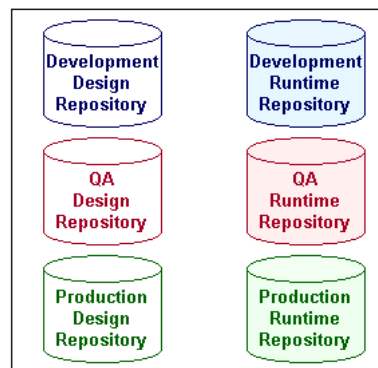 Development
Design
Repository
Development
Runtime
Repository
QA
Design
Repository
QA
Runtime
Repository
Production
Design
Repository
Production
Runtime
Repository